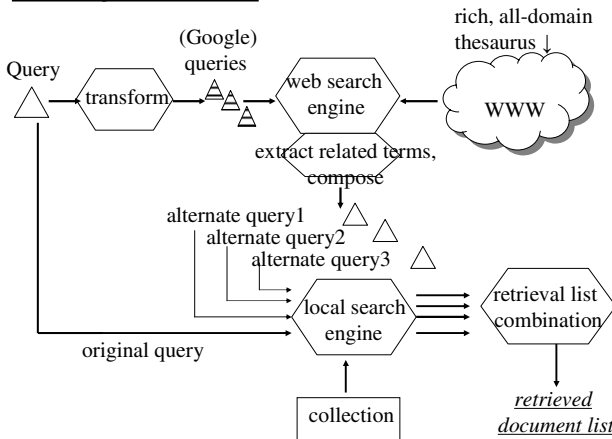 rich, all-domain
thesaurus ↓
(Google)
queries
Query
transform
web search
engine
WWW
extract related terms,
compose
alternate query1
alternate query2
alternate query3
local search
engine
retrieval list
combination
original query
collection
retrieved
document list